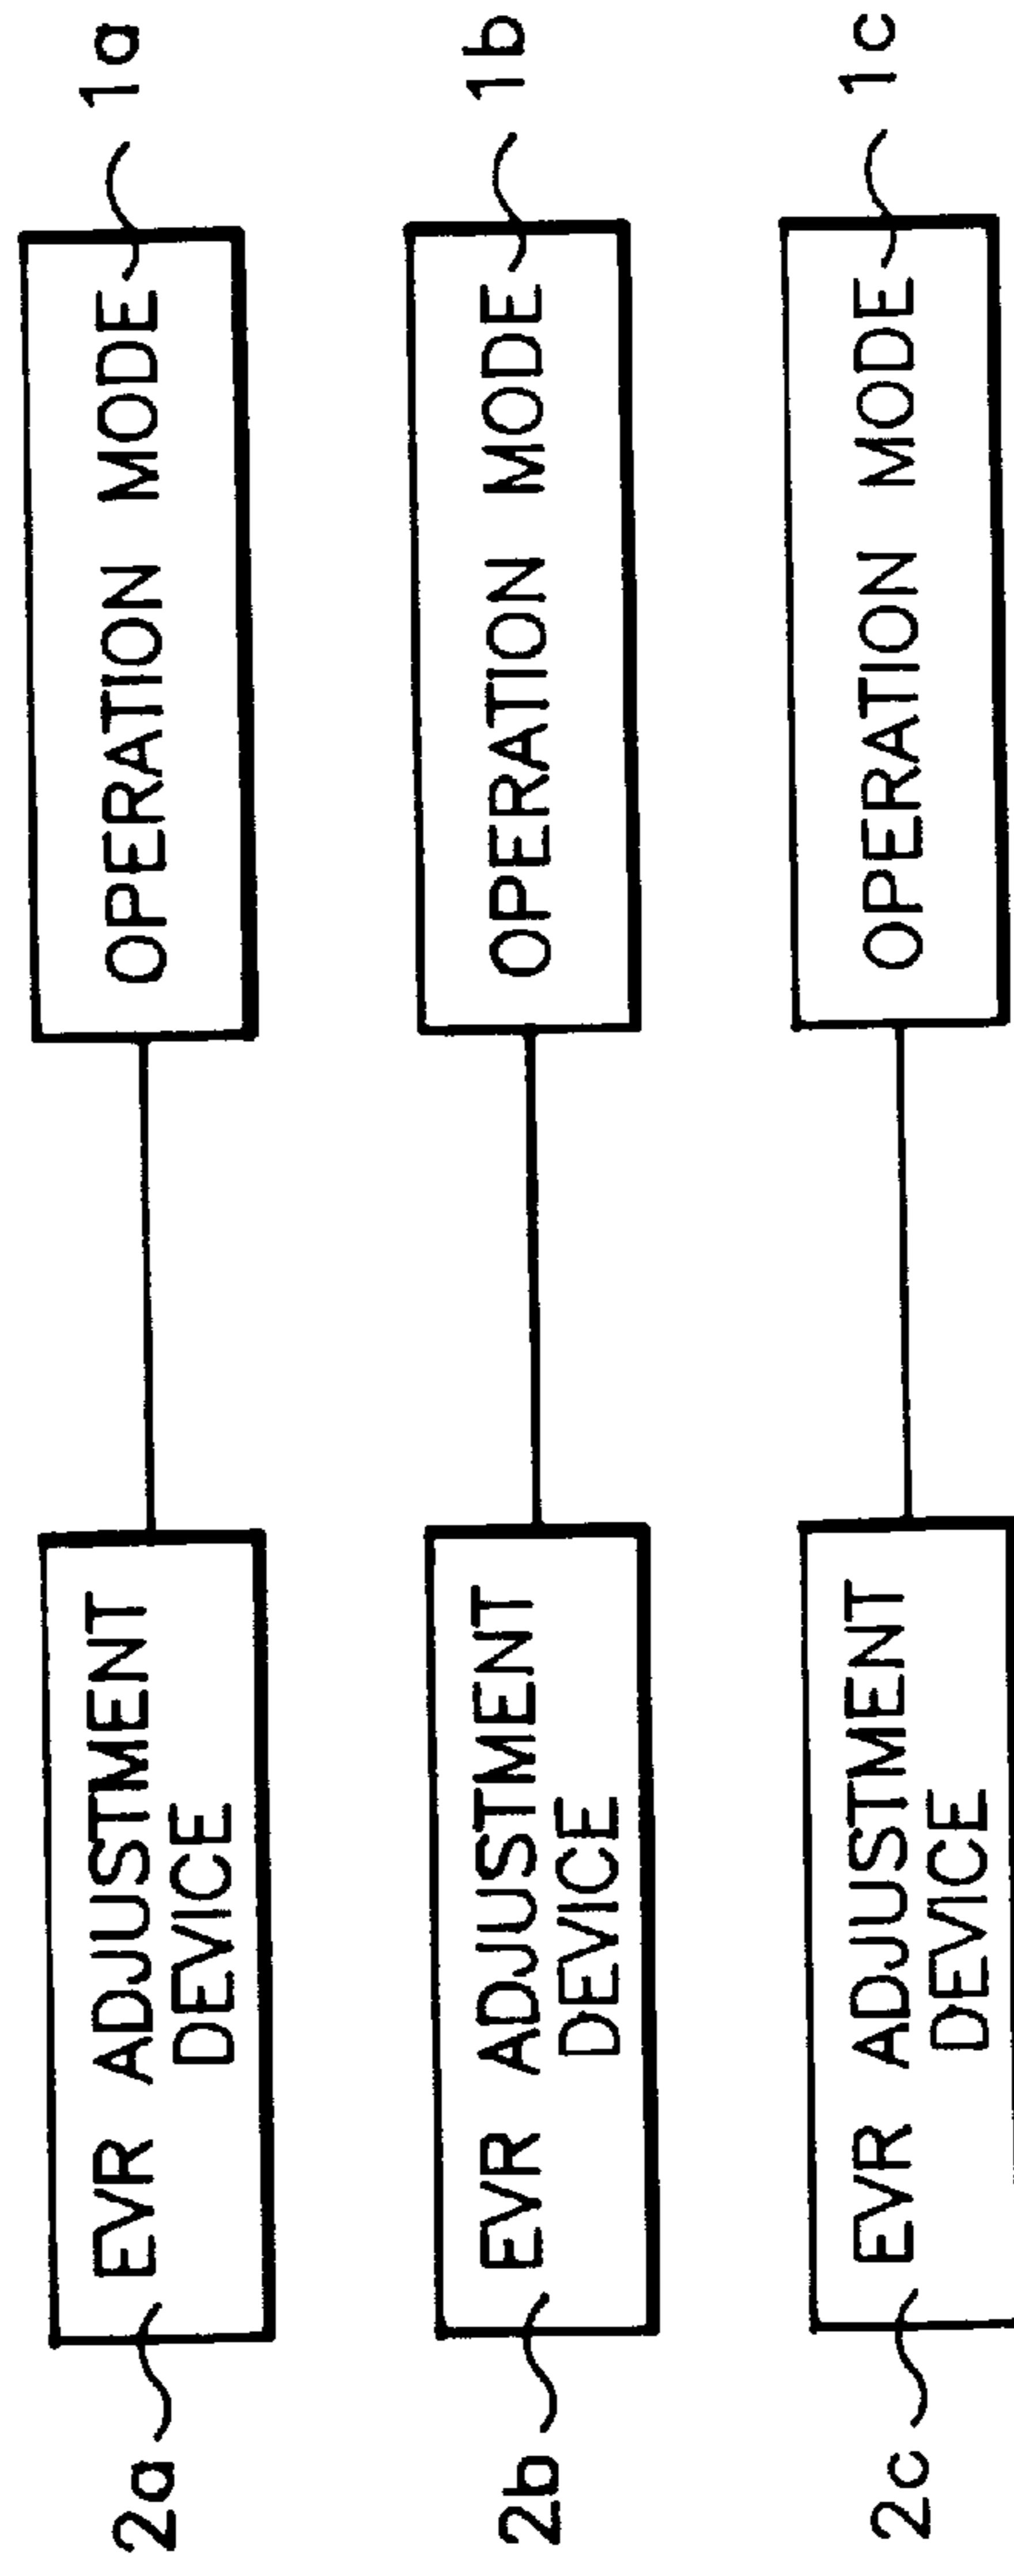 2a
EVR ADJUSTMENT
DEVICE
OPERATION MODE
1a
2b
EVR ADJUSTMENT
DEVICE
OPERATION MODE
1b
2c
EVR ADJUSTMENT
DEVICE
OPERATION MODE
1c